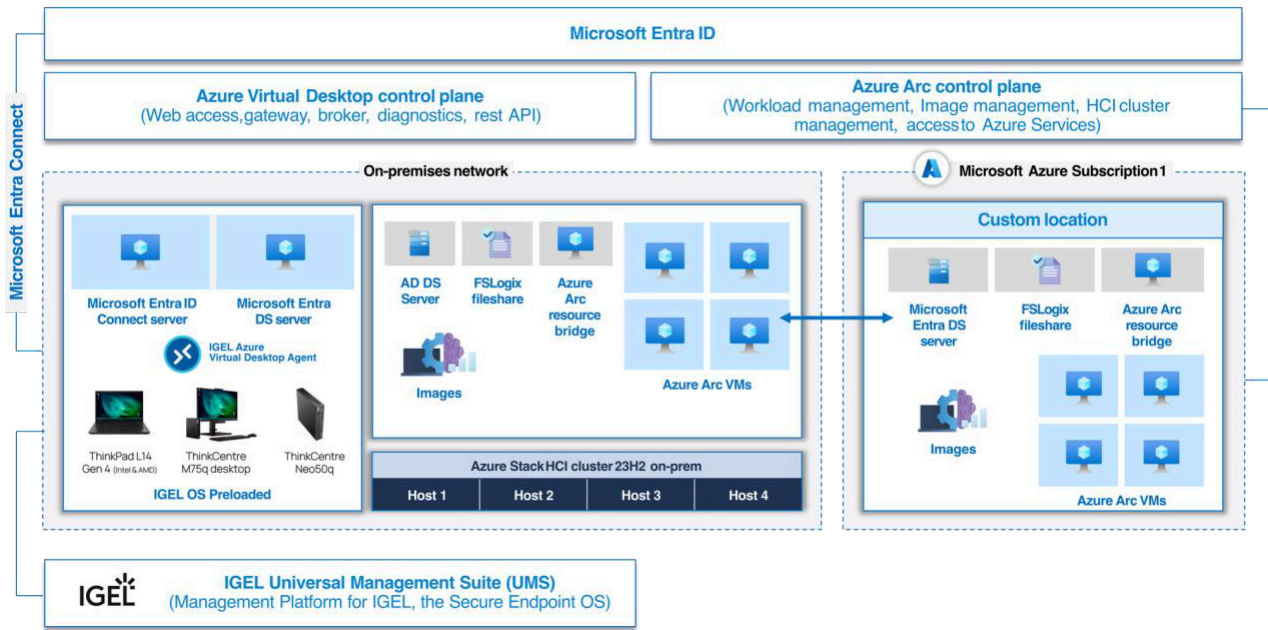 Microsoft Entra ID
Microsoft Entra Connect
Azure Virtual Desktop control plane
(Web access,gateway, broker, diagnostics, rest API)
Azure Arc control plane
(Workload management, Image management, HCI cluster
management, access to Azure Services)
On-premises network
Microsoft Entra ID
Connect server
Microsoft Entra
DS server
IGEL Azure
Virtual Desktop Agent
ThinkPad L14
Gen 4 (Intel & AMD)
ThinkCentre
M75q desktop
ThinkCentre
Neo50q
IGEL OS Preloaded
AD DS
Server
FSLogix
fileshare
Azure
Arc
resource
bridge
Images
Azure Arc VMs
Azure Stack HCI cluster 23H2 on-prem
Host 1
Host 2
Host 3
Host 4
Microsoft Azure Subscription 1
Custom location
Microsoft
Entra DS
server
FSLogix
fileshare
Azure Arc
resource
bridge
Images
Azure Arc VMs
IGEL
IGEL Universal Management Suite (UMS)
(Management Platform for IGEL, the Secure Endpoint OS)